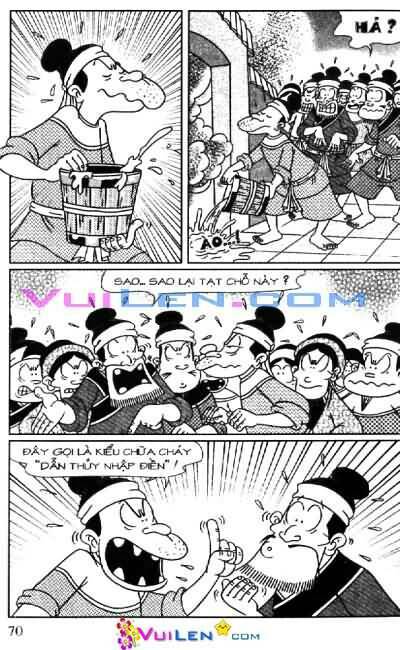 HIẢ ?
ÀO...!
SAO... SAO LẠI TẠT CHỖ NÀY ?
VUILEN.COM
ĐÂY GỌI LÀ KIỂU CHỮA CHÁY
"DẪN THỦY NHẬP ĐIỀN" !
70
VUILEN
COM